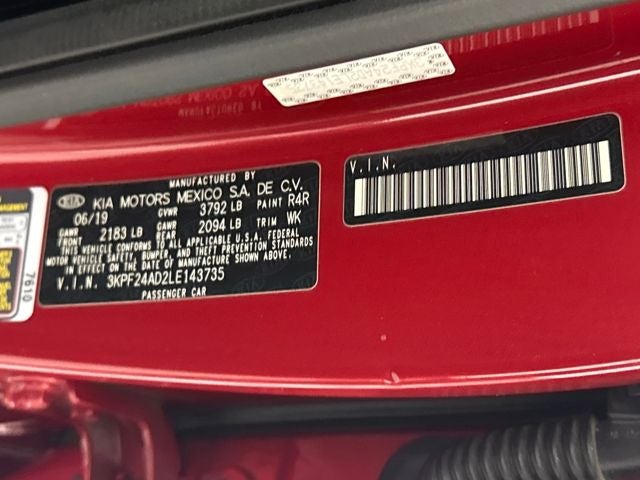 MANUFACTURED BY
KIA KIA MOTORS MEXICO S.A. DE C.V.
06/19 GVWR 3792 LB PAINT R4R
GAWR FRONT 2183 LB GAWR REAR 2094 LB TRIM WK
THIS VEHICLE CONFORMS TO ALL APPLICABLE U.S.A. FEDERAL
MOTOR VEHICLE SAFETY, BUMPER, AND THEFT PREVENTION STANDARDS
IN EFFECT ON THE DATE OF MANUFACTURE SHOWN ABOVE.
V.I.N. 3KPF24AD2LE143735
PASSENGER CAR
V.I.N.
7610